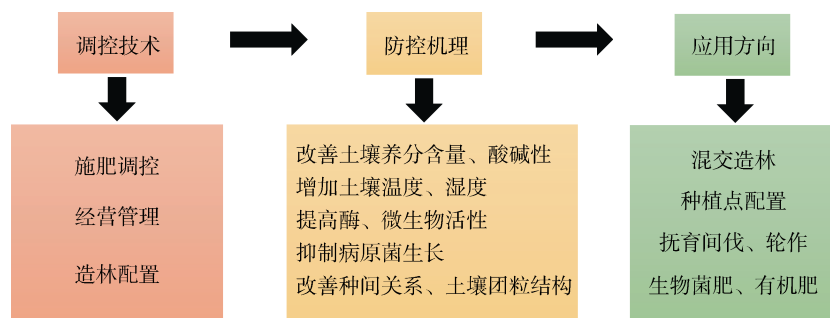 调控技术
防控机理
应用方向
施肥调控
经营管理
造林配置
改善土壤养分含量、酸碱性
增加土壤温度、湿度
提高酶、微生物活性
抑制病原菌生长
改善种间关系、土壤团粒结构
混交造林
种植点配置
抚育间伐、轮作
生物菌肥、有机肥